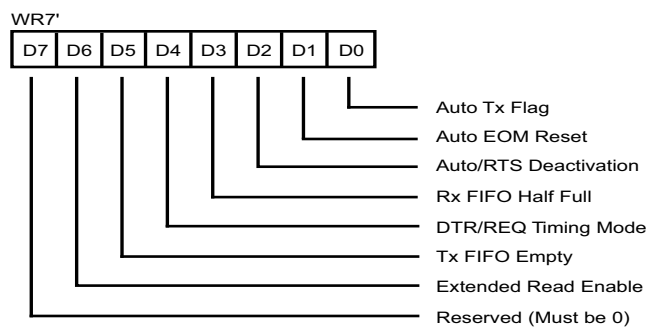 WR7'
D7 D6 D5 D4 D3 D2 D1 D0
Auto Tx Flag
Auto EOM Reset
Auto/RTS Deactivation
Rx FIFO Half Full
DTR/REQ Timing Mode
Tx FIFO Empty
Extended Read Enable
Reserved (Must be 0)